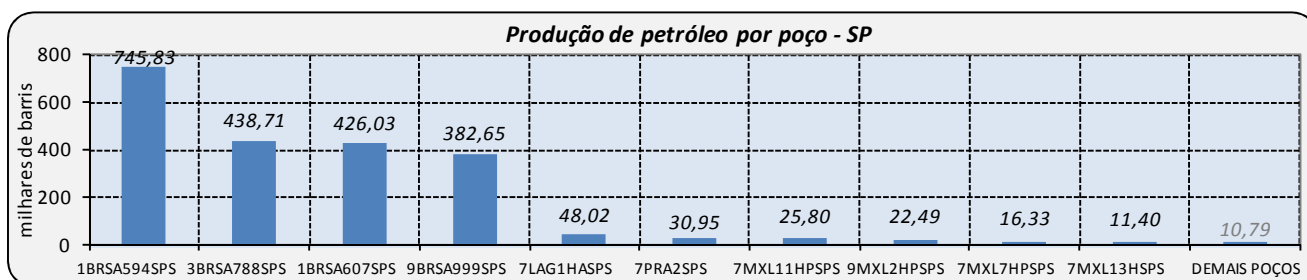 Produção de petróleo por poço - SP
milhares de barris
800
600
400
200
0
745,83
438,71
426,03
382,65
48,02
30,95
25,80
22,49
16,33
11,40
10,79
1BRSA594SPS
3BRSA788SPS
1BRSA607SPS
9BRSA999SPS
7LAG1HASPS
7PRA2SPS
7MXL11HPSPS
9MXL2HPSPS
7MXL7HPSPS
7MXL13HSPS
DEMAIS POÇOS